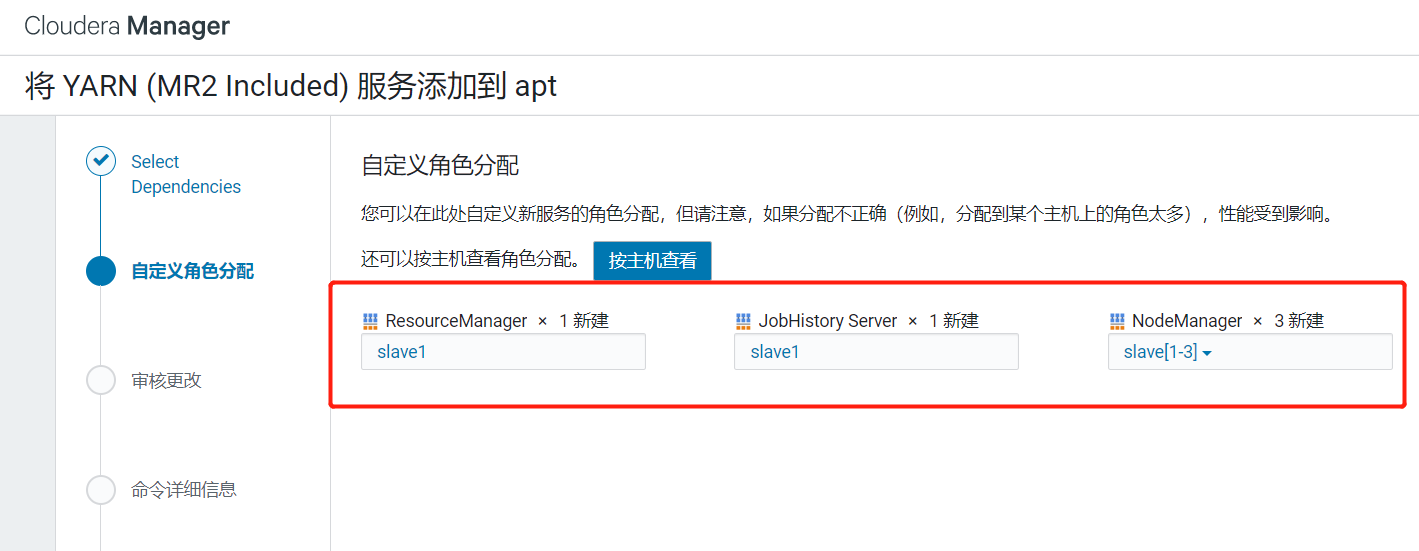 Cloudera Manager
将 YARN (MR2 Included) 服务添加到 apt
Select
Dependencies
自定义角色分配
审核更改
命令详细信息
自定义角色分配
您可以在此处自定义新服务的角色分配，但请注意，如果分配不正确（例如，分配到某个主机上的角色太多），性能受到影响。
还可以按主机查看角色分配。 按主机查看
ResourceManager × 1 新建
slave1
JobHistory Server × 1 新建
slave1
NodeManager × 3 新建
slave[1-3]